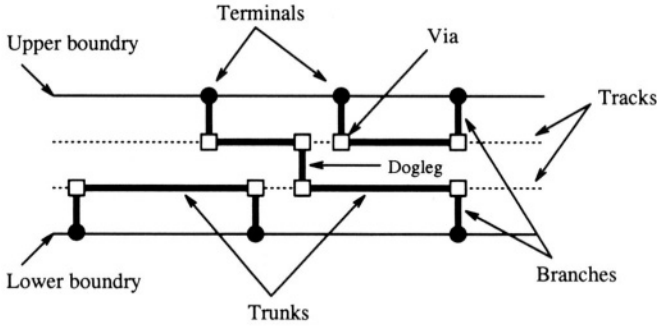 Terminals
Upper boundry
Via
Tracks
Dogleg
Lower boundry
Branches
Trunks